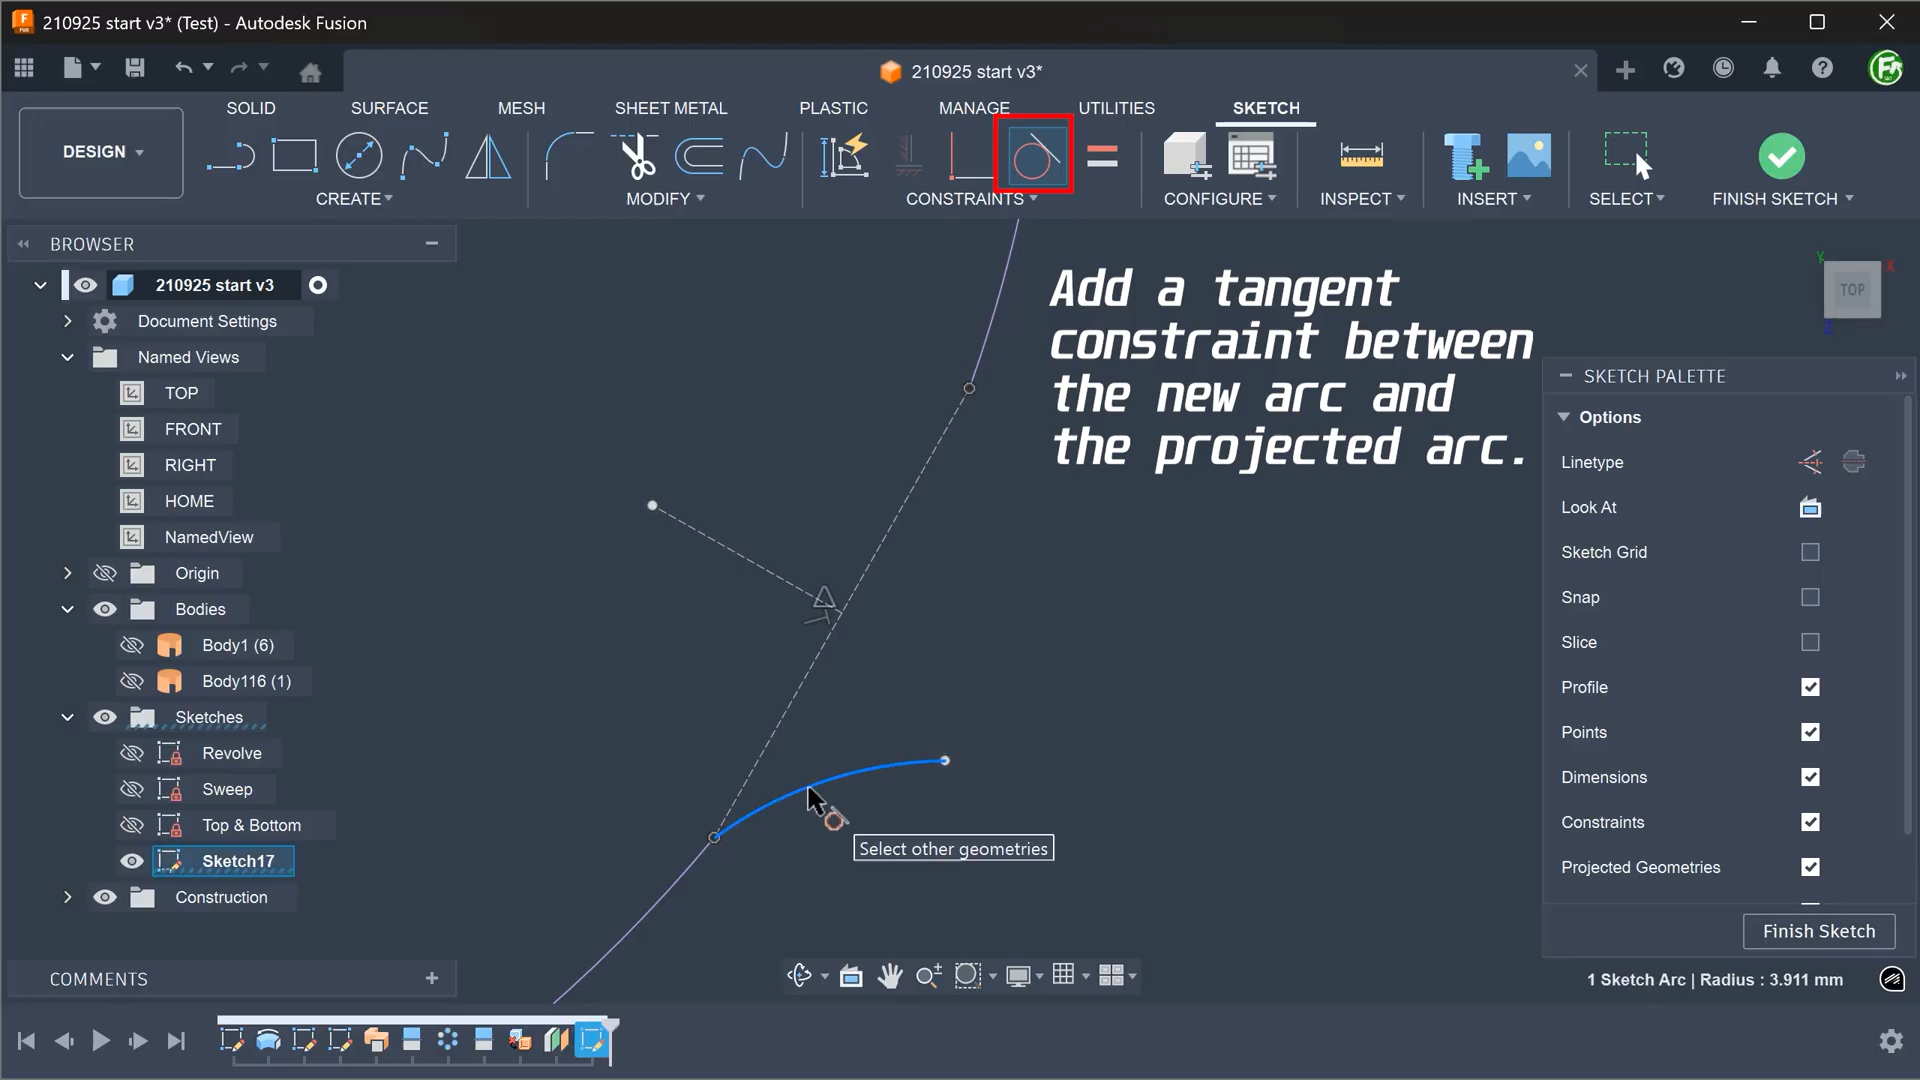 210925 start v3* (Test) - Autodesk Fusion
210925 start v3*
SOLID SURFACE MESH SHEET METAL PLASTIC MANAGE UTILITIES SKETCH
DESIGN
CREATE MODIFY CONSTRAINTS CONFIGURE INSPECT INSERT SELECT FINISH SKETCH
BROWSER
210925 start v3
Document Settings
Named Views
TOP
FRONT
RIGHT
HOME
NamedView
Origin
Bodies
Body1 (6)
Body116 (1)
Sketches
Revolve
Sweep
Top & Bottom
Sketch17
Construction
COMMENTS
Add a tangent
constraint between
the new arc and
the projected arc.
Select other geometries
Y
X
TOP
Z
SKETCH PALETTE
Options
Linetype
Look At
Sketch Grid
Snap
Slice
Profile
Points
Dimensions
Constraints
Projected Geometries
Finish Sketch
1 Sketch Arc | Radius : 3.911 mm